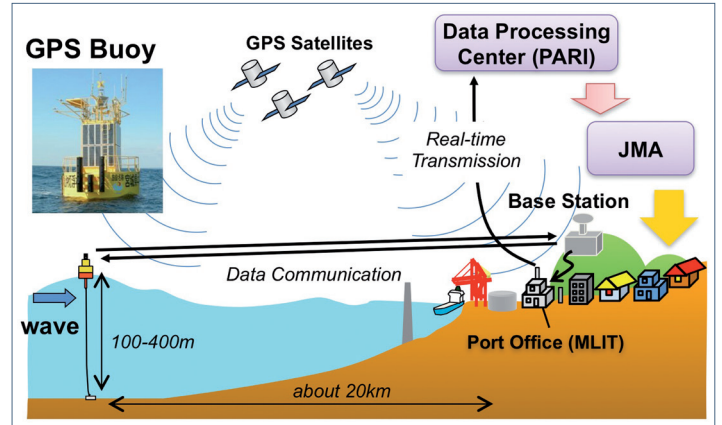 GPS Buoy
GPS Satellites
Data Processing
Center (PARI)
Real-time
Transmission
JMA
Base Station
Data Communication
wave
100-400m
Port Office (MLIT)
about 20km